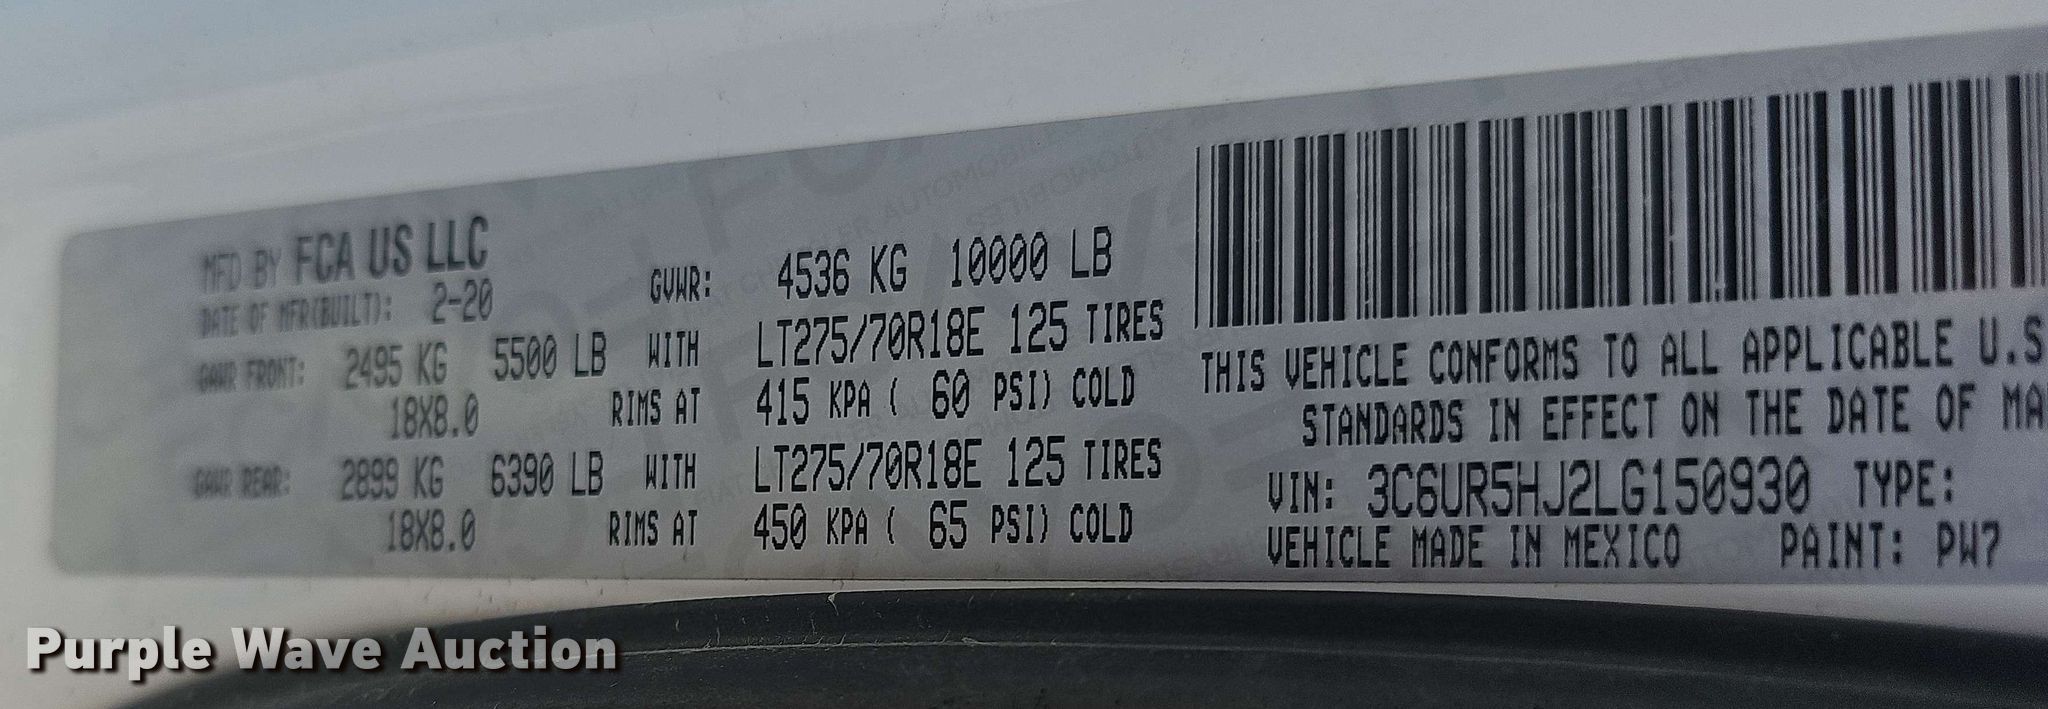 MFD BY FCA US LLC
DATE OF MFR(BUILT): 2-20
GVWR: 4536 KG 10000 LB
GAWR FRONT: 2495 KG 5500 LB WITH LT275/70R18E 125 TIRES
18X8.0 RIMS AT 415 KPA ( 60 PSI) COLD
GAWR REAR: 2899 KG 6390 LB WITH LT275/70R18E 125 TIRES
18X8.0 RIMS AT 450 KPA ( 65 PSI) COLD
THIS VEHICLE CONFORMS TO ALL APPLICABLE U.S
STANDARDS IN EFFECT ON THE DATE OF MA
VIN: 3C6UR5HJ2LG150930 TYPE:
VEHICLE MADE IN MEXICO PAINT: PW7
Purple Wave Auction